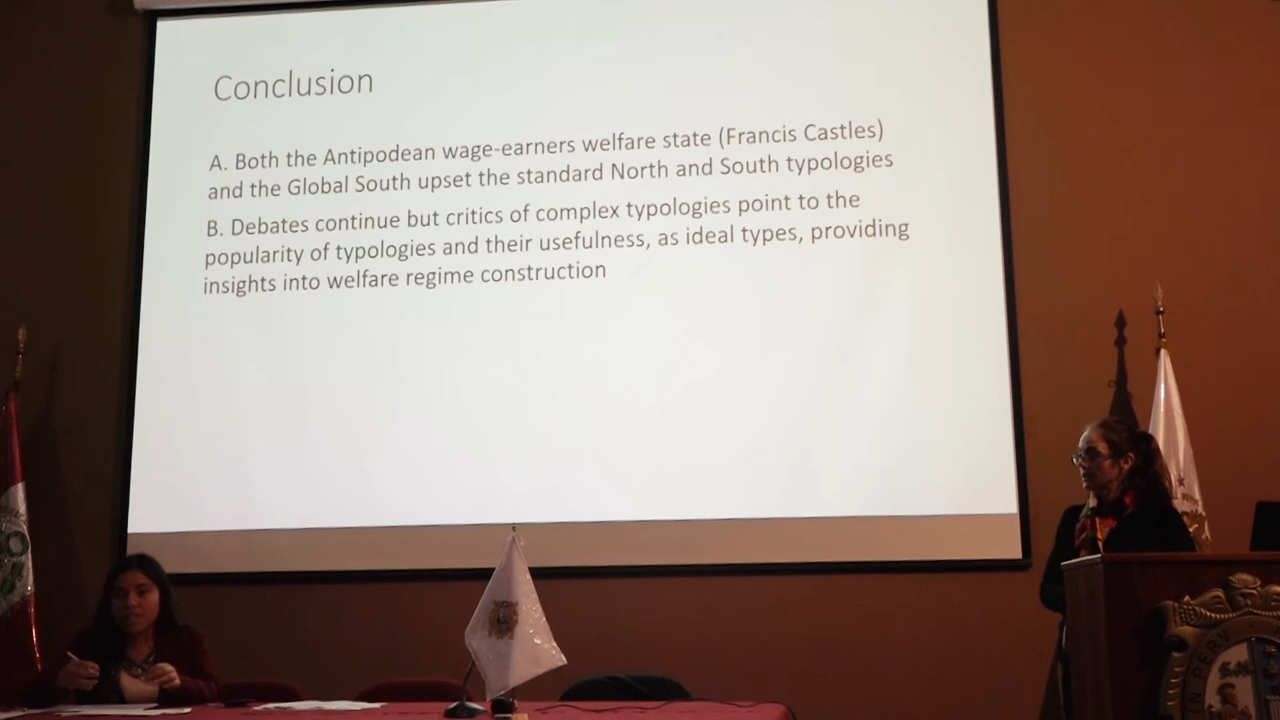 Conclusion
A. Both the Antipodean wage-earners welfare state (Francis Castles)
and the Global South upset the standard North and South typologies
B. Debates continue but critics of complex typologies point to the
popularity of typologies and their usefulness, as ideal types, providing
insights into welfare regime construction
IN PERV